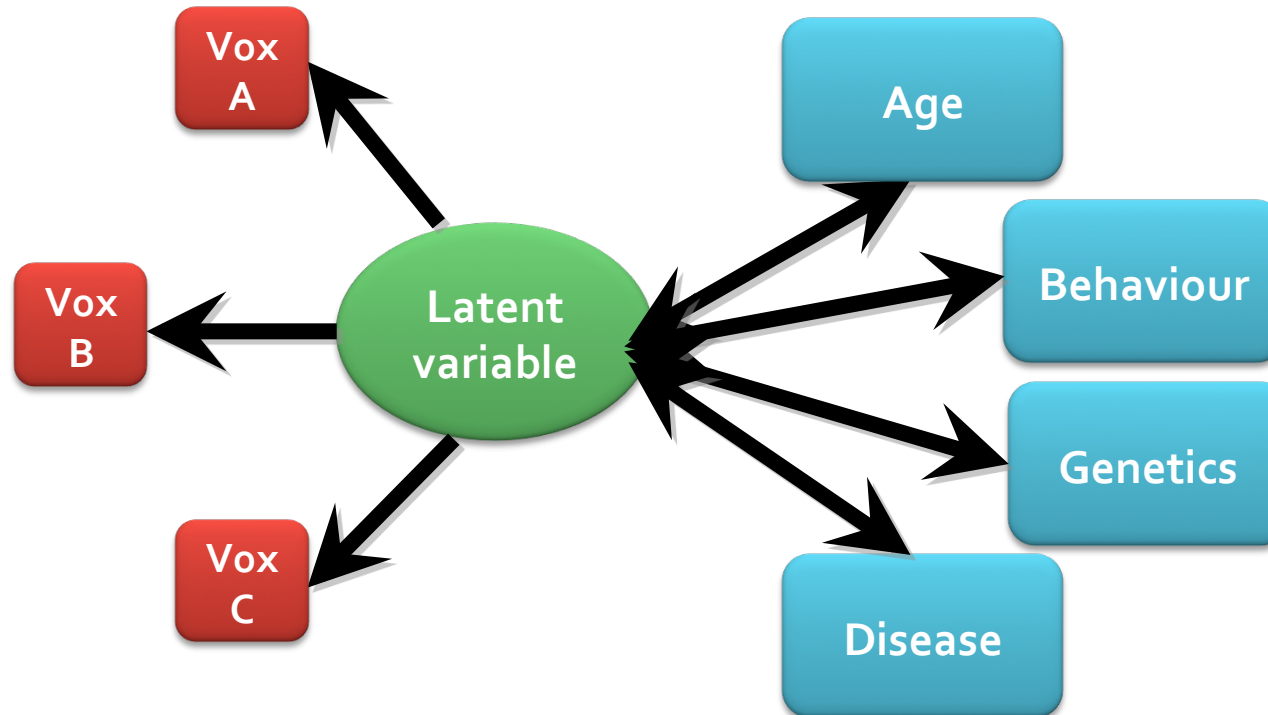 Vox
A
Vox
B
Vox
C
Latent
variable
Age
Behaviour
Genetics
Disease